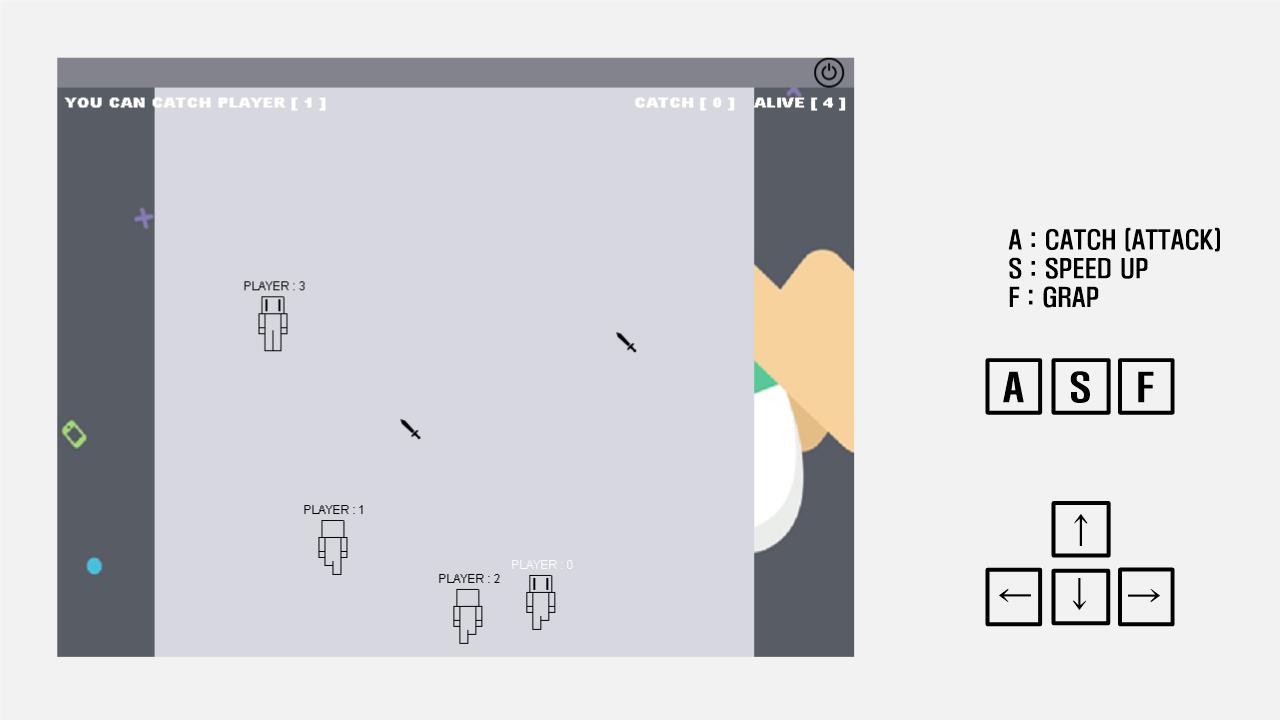 YOU CAN CATCH PLAYER [ 1 ]
CATCH [ 0 ] ALIVE [ 4 ]
PLAYER : 3
PLAYER : 1
PLAYER : 2
PLAYER : 0
A : CATCH (ATTACK)
S : SPEED UP
F : GRAP
A S F
↑
← ↓ →